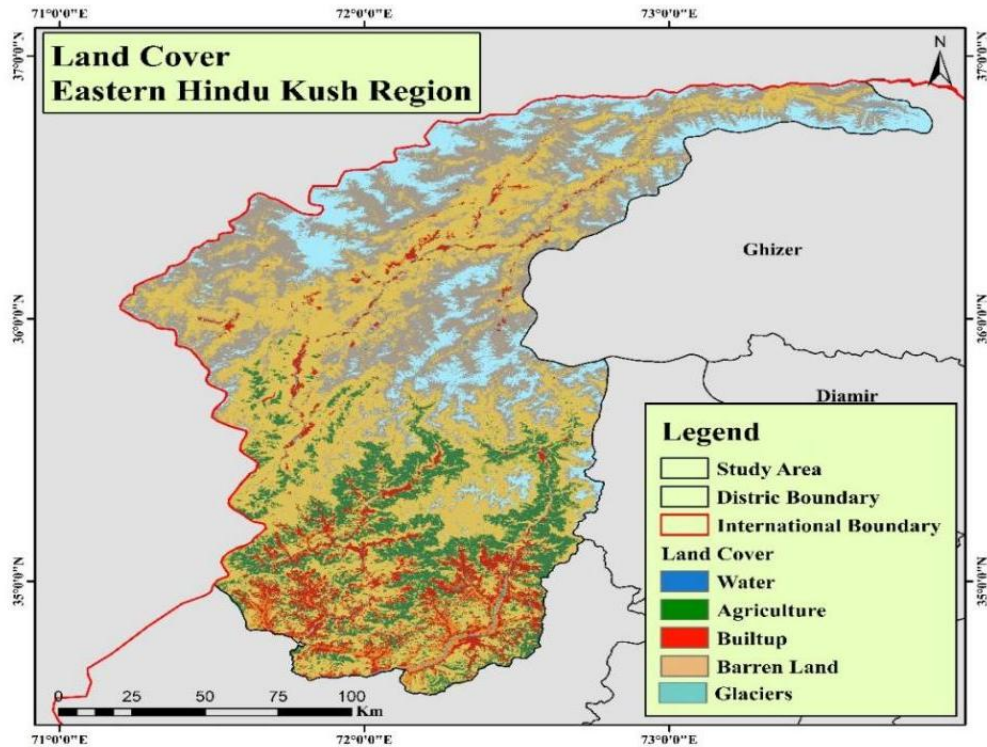 71°0'0"E
72°0'0"E
73°0'0"E
Land Cover
Eastern Hindu Kush Region
N
37°0'0"N
37°0'0"N
Ghizer
36°0'0"N
36°0'0"N
Diamir
Legend
Study Area
Distric Boundary
International Boundary
Land Cover
Water
Agriculture
Builtup
Barren Land
Glaciers
35°0'0"N
35°0'0"N
0 25 50 75 100
Km
71°0'0"E
72°0'0"E
73°0'0"E